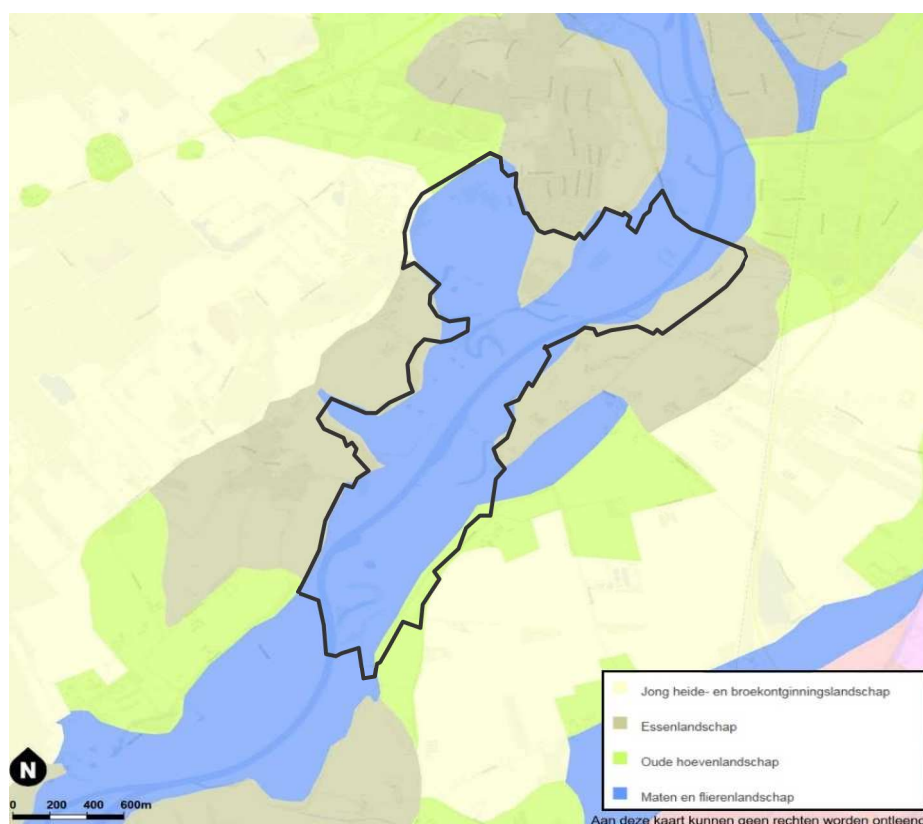 Jong heide- en broekontginningslandschap
Essenlandschap
Oude hoevenlandschap
Maten en flierenlandschap
N
0 200 400 600m
Aan deze kaart kunnen geen rechten worden ontleend